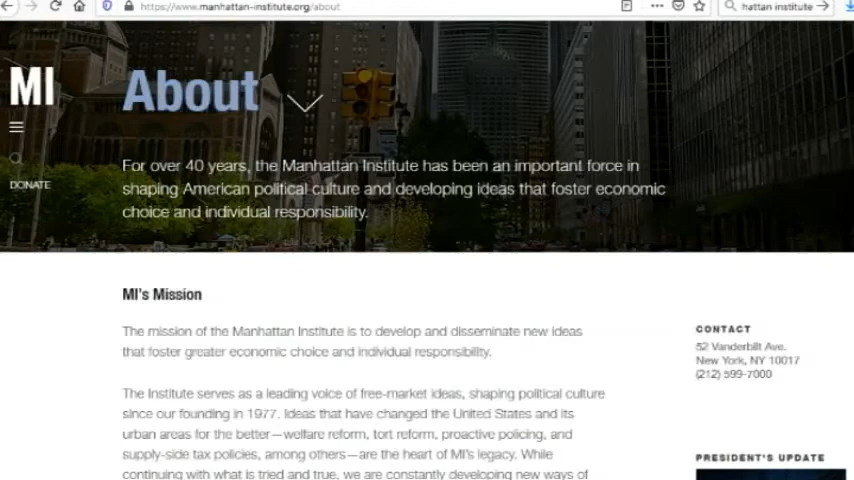 https://www.manhattan-institute.org/about
hattan institute
MI
About
For over 40 years, the Manhattan Institute has been an important force in
shaping American political culture and developing ideas that foster economic
choice and individual responsibility.
DONATE
MI's Mission
The mission of the Manhattan Institute is to develop and disseminate new ideas
that foster greater economic choice and individual responsibility.
The Institute serves as a leading voice of free-market ideas, shaping political culture
since our founding in 1977. Ideas that have changed the United States and its
urban areas for the better—welfare reform, tort reform, proactive policing, and
supply-side tax policies, among others—are the heart of MI's legacy. While
continuing with what is tried and true, we are constantly developing new ways of
CONTACT
52 Vanderbilt Ave.
New York, NY 10017
(212) 599-7000
PRESIDENT'S UPDATE